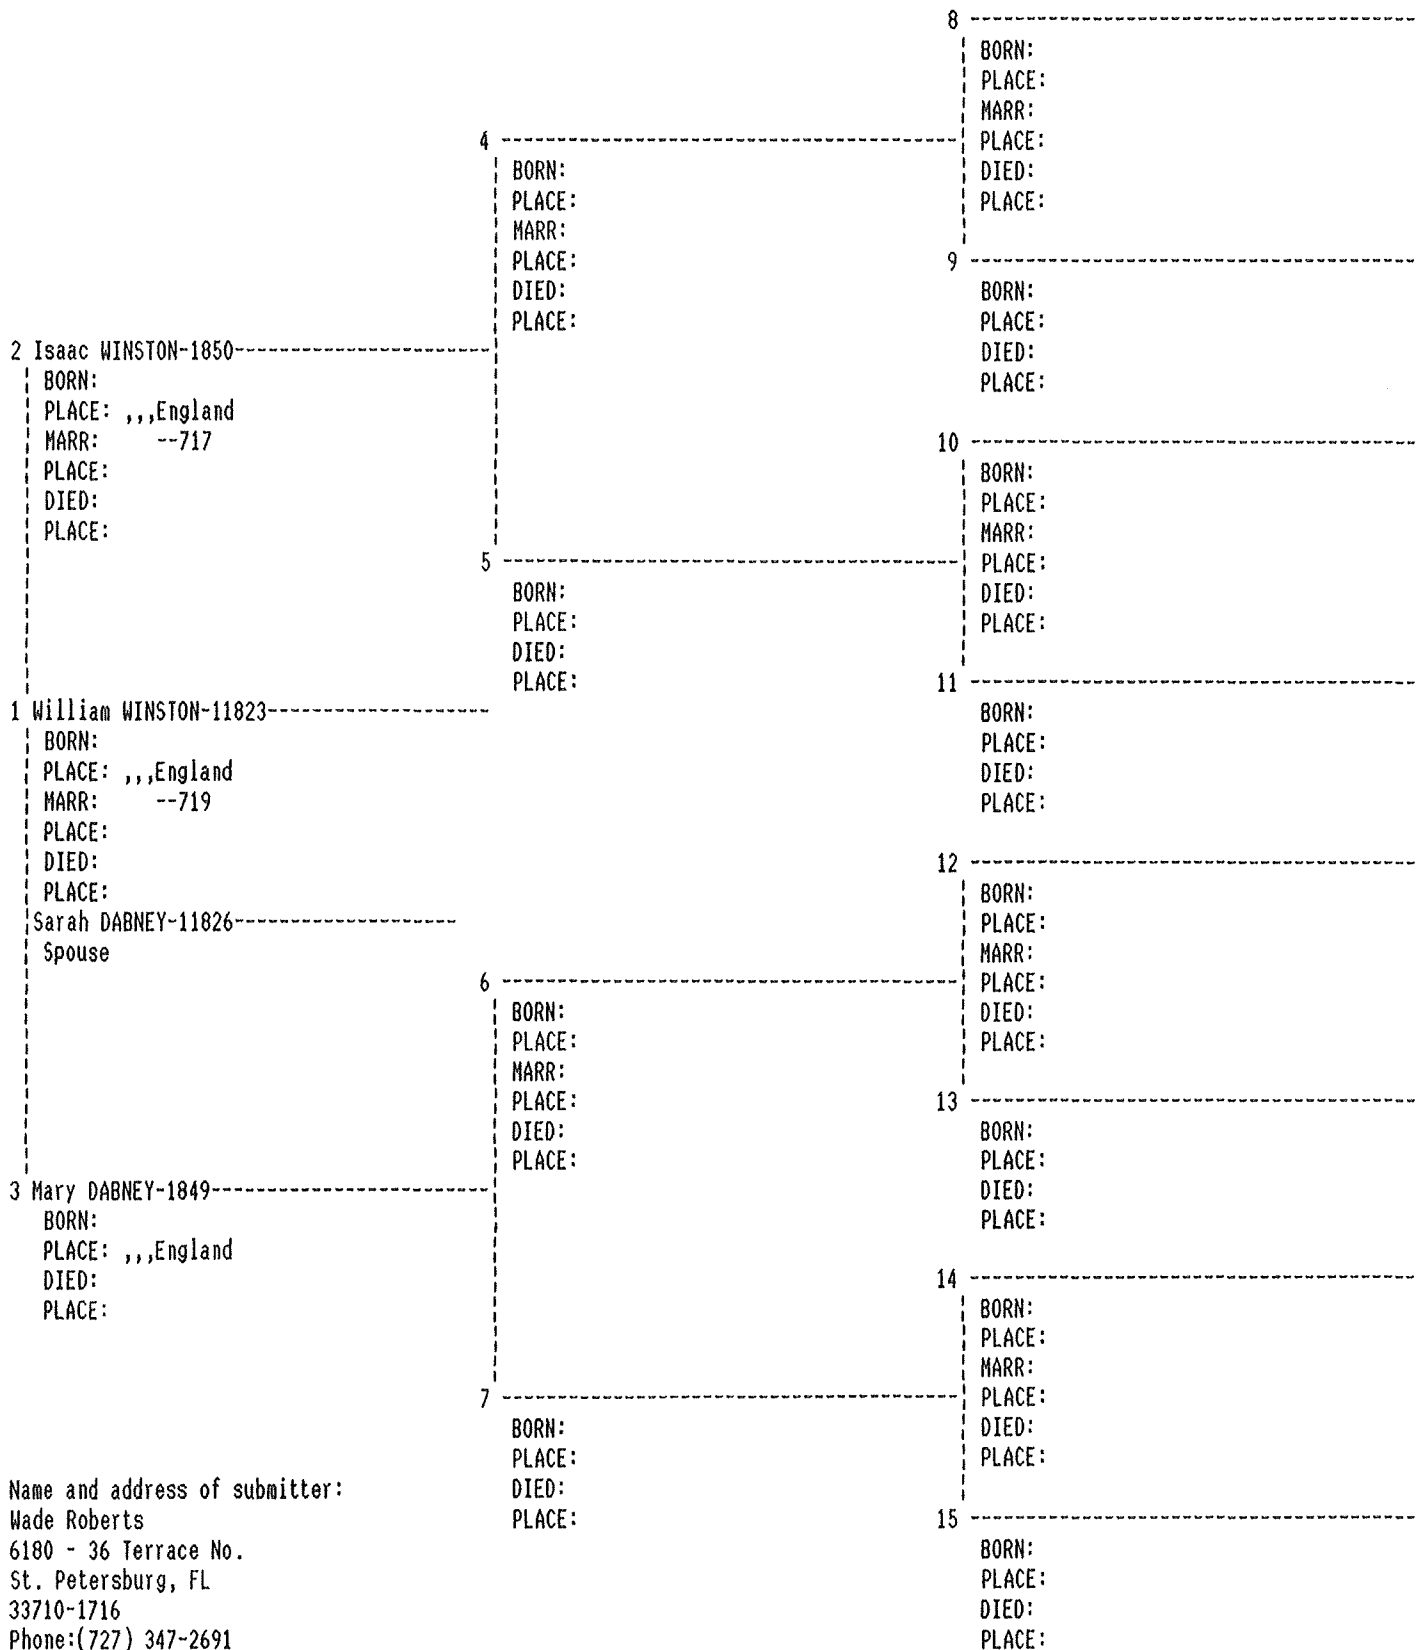 2 Isaac WINSTON-1850
BORN:
PLACE: ,,,England
MARR: --717
PLACE:
DIED:
PLACE:
1 William WINSTON-11823
BORN:
PLACE: ,,,England
MARR: --719
PLACE:
DIED:
PLACE:
Sarah DABNEY-11826
Spouse
3 Mary DABNEY-1849
BORN:
PLACE: ,,,England
DIED:
PLACE:
Name and address of submitter:
Wade Roberts
6180 - 36 Terrace No.
St. Petersburg, FL
33710-1716
Phone:(727) 347-2691
4
BORN:
PLACE:
MARR:
PLACE:
DIED:
PLACE:
5
BORN:
PLACE:
DIED:
PLACE:
6
BORN:
PLACE:
MARR:
PLACE:
DIED:
PLACE:
7
BORN:
PLACE:
DIED:
PLACE:
8
BORN:
PLACE:
MARR:
PLACE:
DIED:
PLACE:
9
BORN:
PLACE:
DIED:
PLACE:
10
BORN:
PLACE:
MARR:
PLACE:
DIED:
PLACE:
11
BORN:
PLACE:
DIED:
PLACE:
12
BORN:
PLACE:
MARR:
PLACE:
DIED:
PLACE:
13
BORN:
PLACE:
DIED:
PLACE:
14
BORN:
PLACE:
MARR:
PLACE:
DIED:
PLACE:
15
BORN:
PLACE:
DIED:
PLACE: